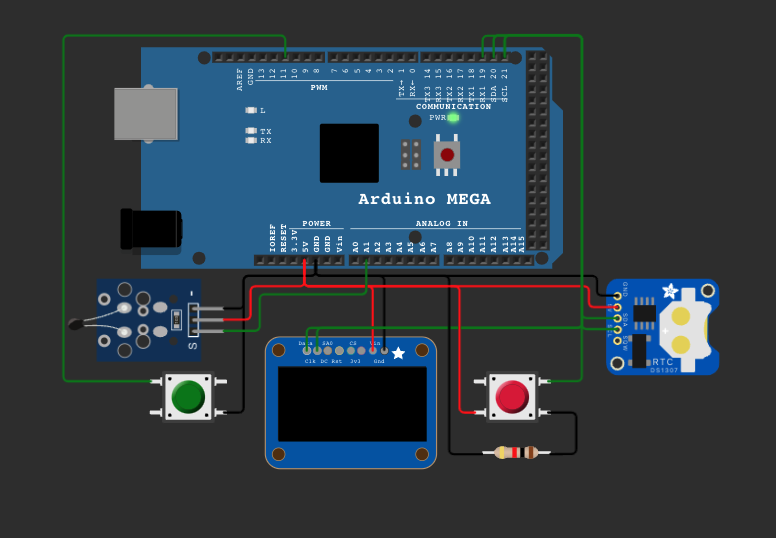 AREF
GND
13
12
11
10
9
8
7
6
5
4
3
2
TX→ 1
RX← 0
TX3 14
RX3 15
TX2 16
RX2 17
TX1 18
RX1 19
SDA 20
SCL 21
PWM
COMMUNICATION
PWR
L
TX
RX
Arduino MEGA
POWER
ANALOG IN
IOREF
RESET
3.3V
5V
GND
GND
Vin
A0
A1
A2
A3
A4
A5
A6
A7
A8
A9
A10
A11
A12
A13
A14
A15
-
S
Data SA0 CS Vin
Clk DC Rst 3v3 Gnd
GND
5V
SDA
SCL
SQW
+
RTC
DS1307